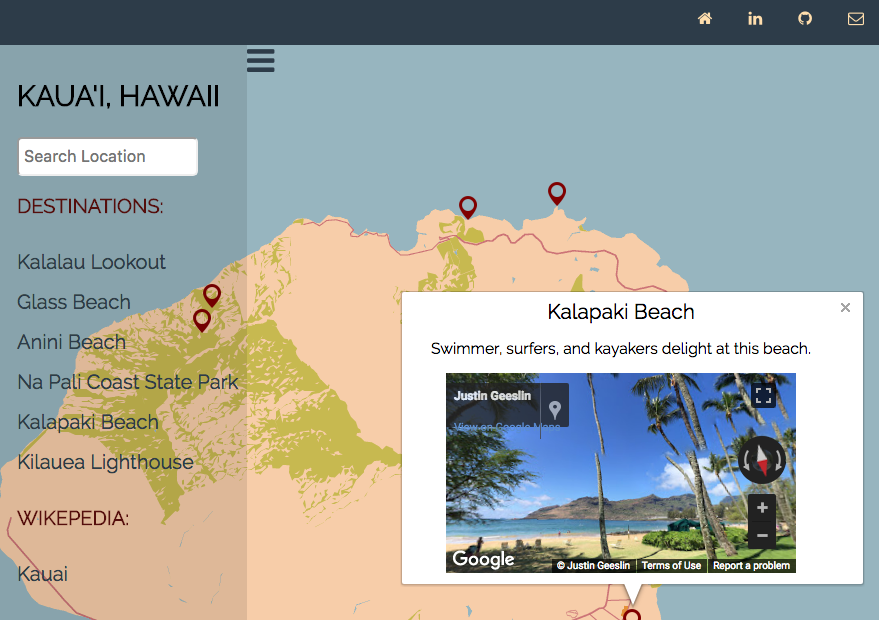 KAUA'I, HAWAII
Search Location
DESTINATIONS:
Kalalau Lookout
Glass Beach
Anini Beach
Na Pali Coast State Park
Kalapaki Beach
Kilauea Lighthouse
WIKEPEDIA:
Kauai
Kalapaki Beach
Swimmer, surfers, and kayakers delight at this beach.
Justin Geeslin
View on Google Maps
Google
© Justin Geeslin
Terms of Use
Report a problem